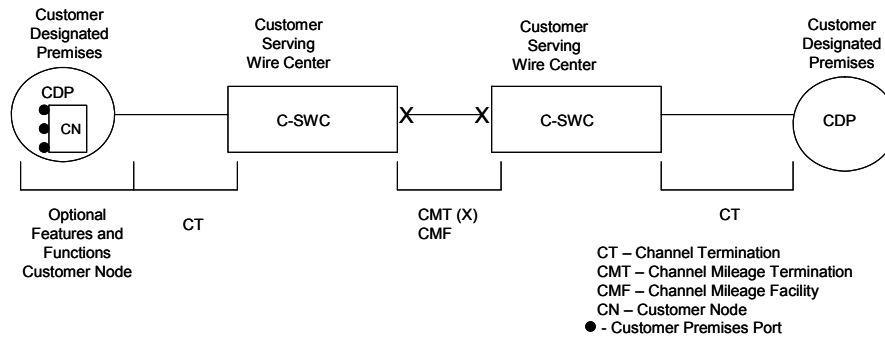 Customer
Designated
Premises
Customer
Serving
Wire Center
Customer
Serving
Wire Center
Customer
Designated
Premises
CDP
CN
C-SWC
X
X
C-SWC
CDP
Optional
Features and
Functions
Customer Node
CT
CMT (X)
CMF
CT
CT – Channel Termination
CMT – Channel Mileage Termination
CMF – Channel Mileage Facility
CN – Customer Node
● - Customer Premises Port